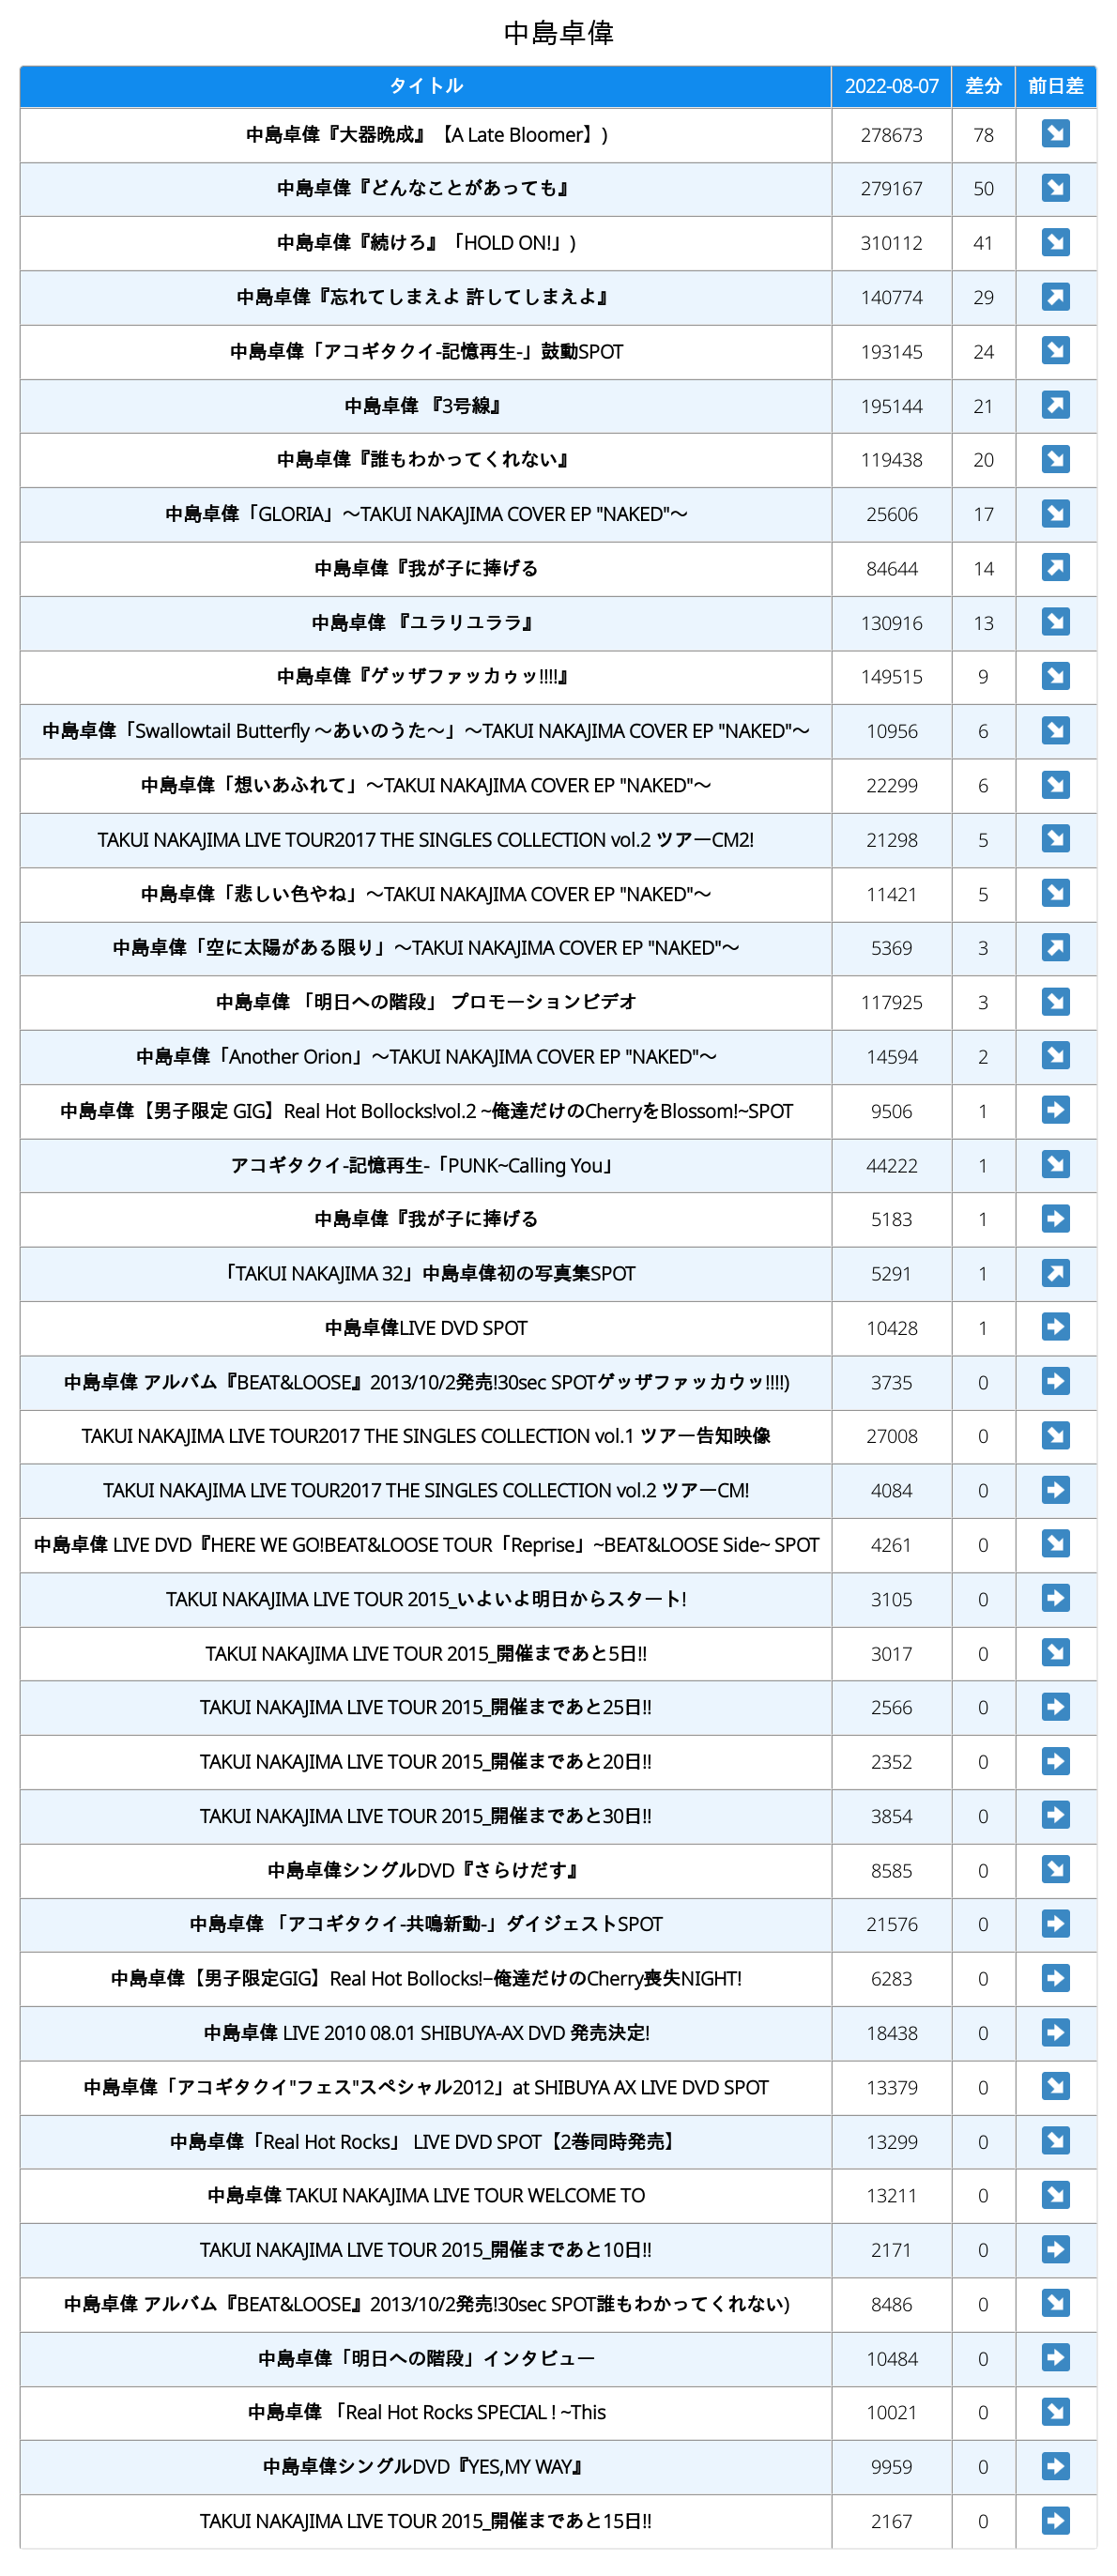 中島卓偉
タイトル 2022-08-07 差分 前日差
中島卓偉『大器晩成』【A Late Bloomer】) 278673 78 ↘
中島卓偉『どんなことがあっても』 279167 50 ↘
中島卓偉『続けろ』「HOLD ON!」) 310112 41 ↘
中島卓偉『忘れてしまえよ 許してしまえよ』 140774 29 ↗
中島卓偉「アコギタクイ-記憶再生-」鼓動SPOT 193145 24 ↘
中島卓偉 『3号線』 195144 21 ↗
中島卓偉『誰もわかってくれない』 119438 20 ↘
中島卓偉「GLORIA」〜TAKUI NAKAJIMA COVER EP "NAKED"〜 25606 17 ↘
中島卓偉『我が子に捧げる 84644 14 ↗
中島卓偉 『ユラリユララ』 130916 13 ↘
中島卓偉『ゲッザファッカゥッ!!!!』 149515 9 ↘
中島卓偉「Swallowtail Butterfly 〜あいのうた〜」〜TAKUI NAKAJIMA COVER EP "NAKED"〜 10956 6 ↘
中島卓偉「想いあふれて」〜TAKUI NAKAJIMA COVER EP "NAKED"〜 22299 6 ↘
TAKUI NAKAJIMA LIVE TOUR2017 THE SINGLES COLLECTION vol.2 ツアーCM2! 21298 5 ↘
中島卓偉「悲しい色やね」〜TAKUI NAKAJIMA COVER EP "NAKED"〜 11421 5 ↘
中島卓偉「空に太陽がある限り」〜TAKUI NAKAJIMA COVER EP "NAKED"〜 5369 3 ↗
中島卓偉 「明日への階段」 プロモーションビデオ 117925 3 ↘
中島卓偉「Another Orion」〜TAKUI NAKAJIMA COVER EP "NAKED"〜 14594 2 ↘
中島卓偉【男子限定 GIG】Real Hot Bollocks!vol.2 ~俺達だけのCherryをBlossom!~SPOT 9506 1 ➡
アコギタクイ-記憶再生-「PUNK~Calling You」 44222 1 ↘
中島卓偉『我が子に捧げる 5183 1 ➡
「TAKUI NAKAJIMA 32」中島卓偉初の写真集SPOT 5291 1 ↗
中島卓偉LIVE DVD SPOT 10428 1 ➡
中島卓偉 アルバム『BEAT&LOOSE』2013/10/2発売!30sec SPOTゲッザファッカウッ!!!!) 3735 0 ➡
TAKUI NAKAJIMA LIVE TOUR2017 THE SINGLES COLLECTION vol.1 ツアー告知映像 27008 0 ↘
TAKUI NAKAJIMA LIVE TOUR2017 THE SINGLES COLLECTION vol.2 ツアーCM! 4084 0 ➡
中島卓偉 LIVE DVD『HERE WE GO!BEAT&LOOSE TOUR「Reprise」~BEAT&LOOSE Side~ SPOT 4261 0 ↘
TAKUI NAKAJIMA LIVE TOUR 2015_いよいよ明日からスタート! 3105 0 ➡
TAKUI NAKAJIMA LIVE TOUR 2015_開催まであと5日!! 3017 0 ↘
TAKUI NAKAJIMA LIVE TOUR 2015_開催まであと25日!! 2566 0 ➡
TAKUI NAKAJIMA LIVE TOUR 2015_開催まであと20日!! 2352 0 ➡
TAKUI NAKAJIMA LIVE TOUR 2015_開催まであと30日!! 3854 0 ➡
中島卓偉シングルDVD『さらけだす』 8585 0 ↘
中島卓偉 「アコギタクイ-共鳴新動-」ダイジェストSPOT 21576 0 ➡
中島卓偉【男子限定GIG】Real Hot Bollocks!−俺達だけのCherry喪失NIGHT! 6283 0 ➡
中島卓偉 LIVE 2010 08.01 SHIBUYA-AX DVD 発売決定! 18438 0 ➡
中島卓偉「アコギタクイ"フェス"スペシャル2012」at SHIBUYA AX LIVE DVD SPOT 13379 0 ↘
中島卓偉「Real Hot Rocks」 LIVE DVD SPOT【2巻同時発売】 13299 0 ↘
中島卓偉 TAKUI NAKAJIMA LIVE TOUR WELCOME TO 13211 0 ↘
TAKUI NAKAJIMA LIVE TOUR 2015_開催まであと10日!! 2171 0 ➡
中島卓偉 アルバム『BEAT&LOOSE』2013/10/2発売!30sec SPOT誰もわかってくれない) 8486 0 ↘
中島卓偉「明日への階段」インタビュー 10484 0 ➡
中島卓偉 「Real Hot Rocks SPECIAL ! ~This 10021 0 ↘
中島卓偉シングルDVD『YES,MY WAY』 9959 0 ➡
TAKUI NAKAJIMA LIVE TOUR 2015_開催まであと15日!! 2167 0 ➡